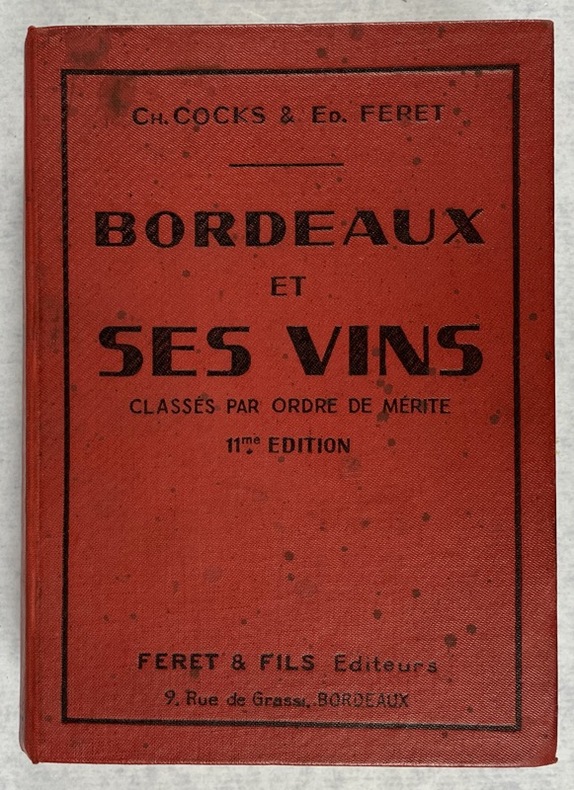 CH. COCKS & ED. FERET
BORDEAUX
ET
SES VINS
CLASSÉS PAR ORDRE DE MÉRITE
11me EDITION
FERET & FILS Editeurs
9, Rue de Grassi, BORDEAUX